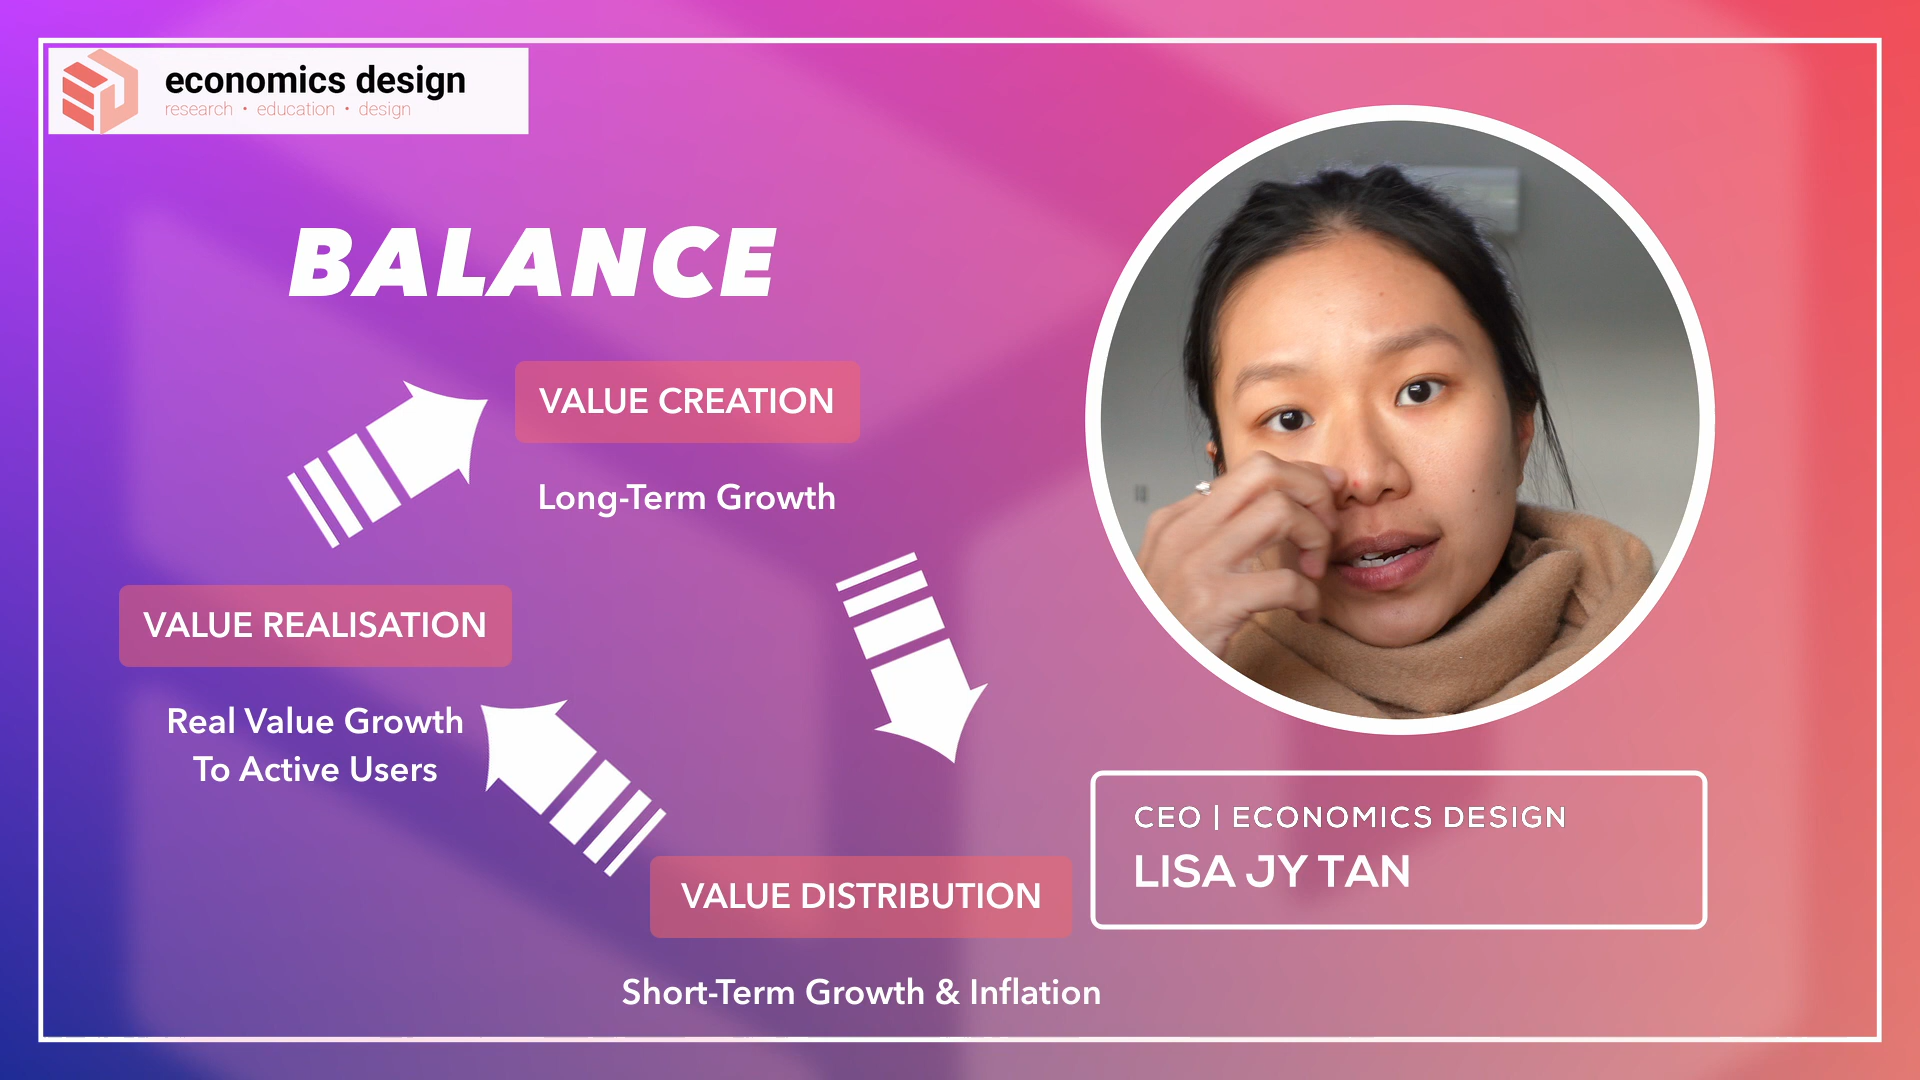 economics design
research • education • design
BALANCE
VALUE CREATION
Long-Term Growth
VALUE REALISATION
Real Value Growth
To Active Users
VALUE DISTRIBUTION
Short-Term Growth & Inflation
CEO | ECONOMICS DESIGN
LISA JY TAN